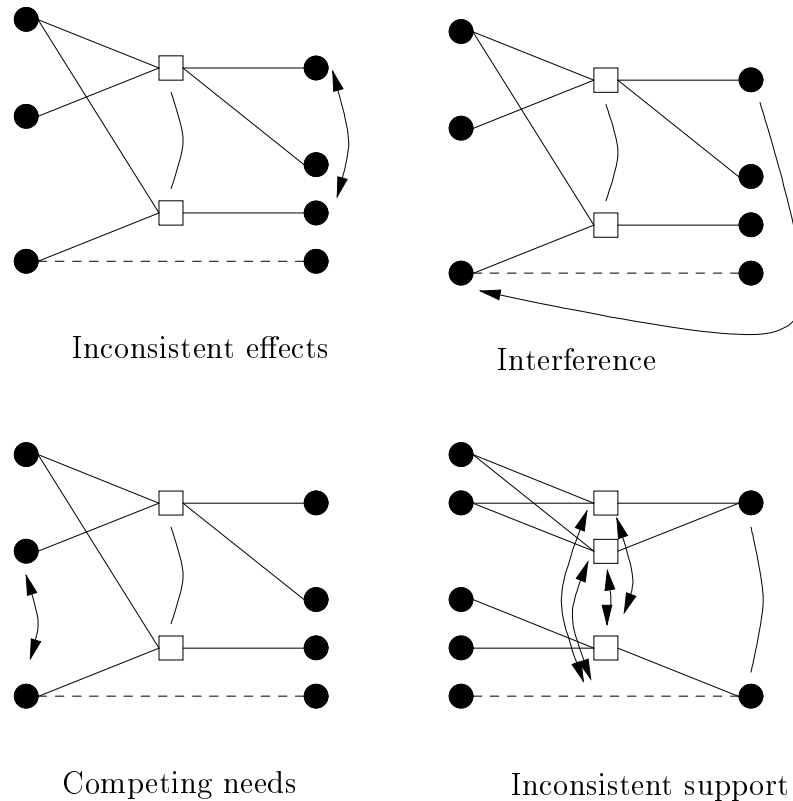 Inconsistent effects
Interference
Competing needs
Inconsistent support